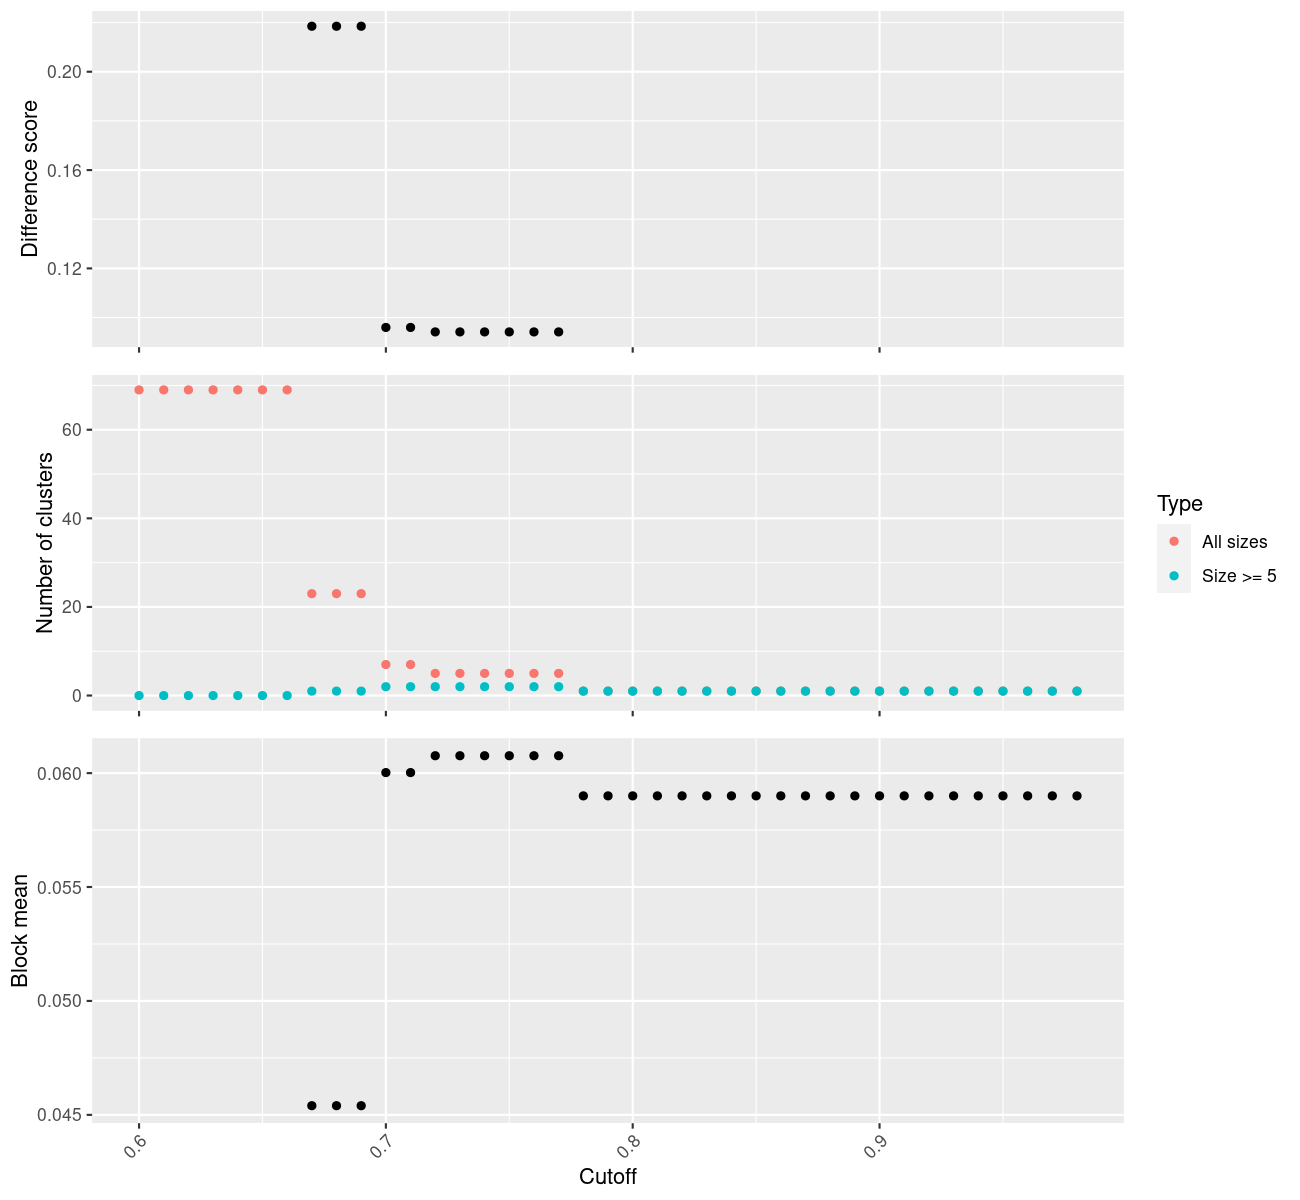 Difference score
0.20
0.16
0.12
Number of clusters
60
40
20
0
Block mean
0.060
0.055
0.050
0.045
0.6
0.7
0.8
0.9
Cutoff
Type
All sizes
Size >= 5